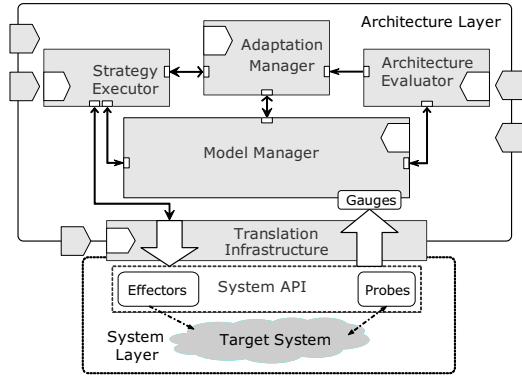 Architecture Layer
Strategy
Executor
Adaptation
Manager
Architecture
Evaluator
Model Manager
Gauges
Translation
Infrastructure
Effectors
System API
Probes
System
Layer
Target System